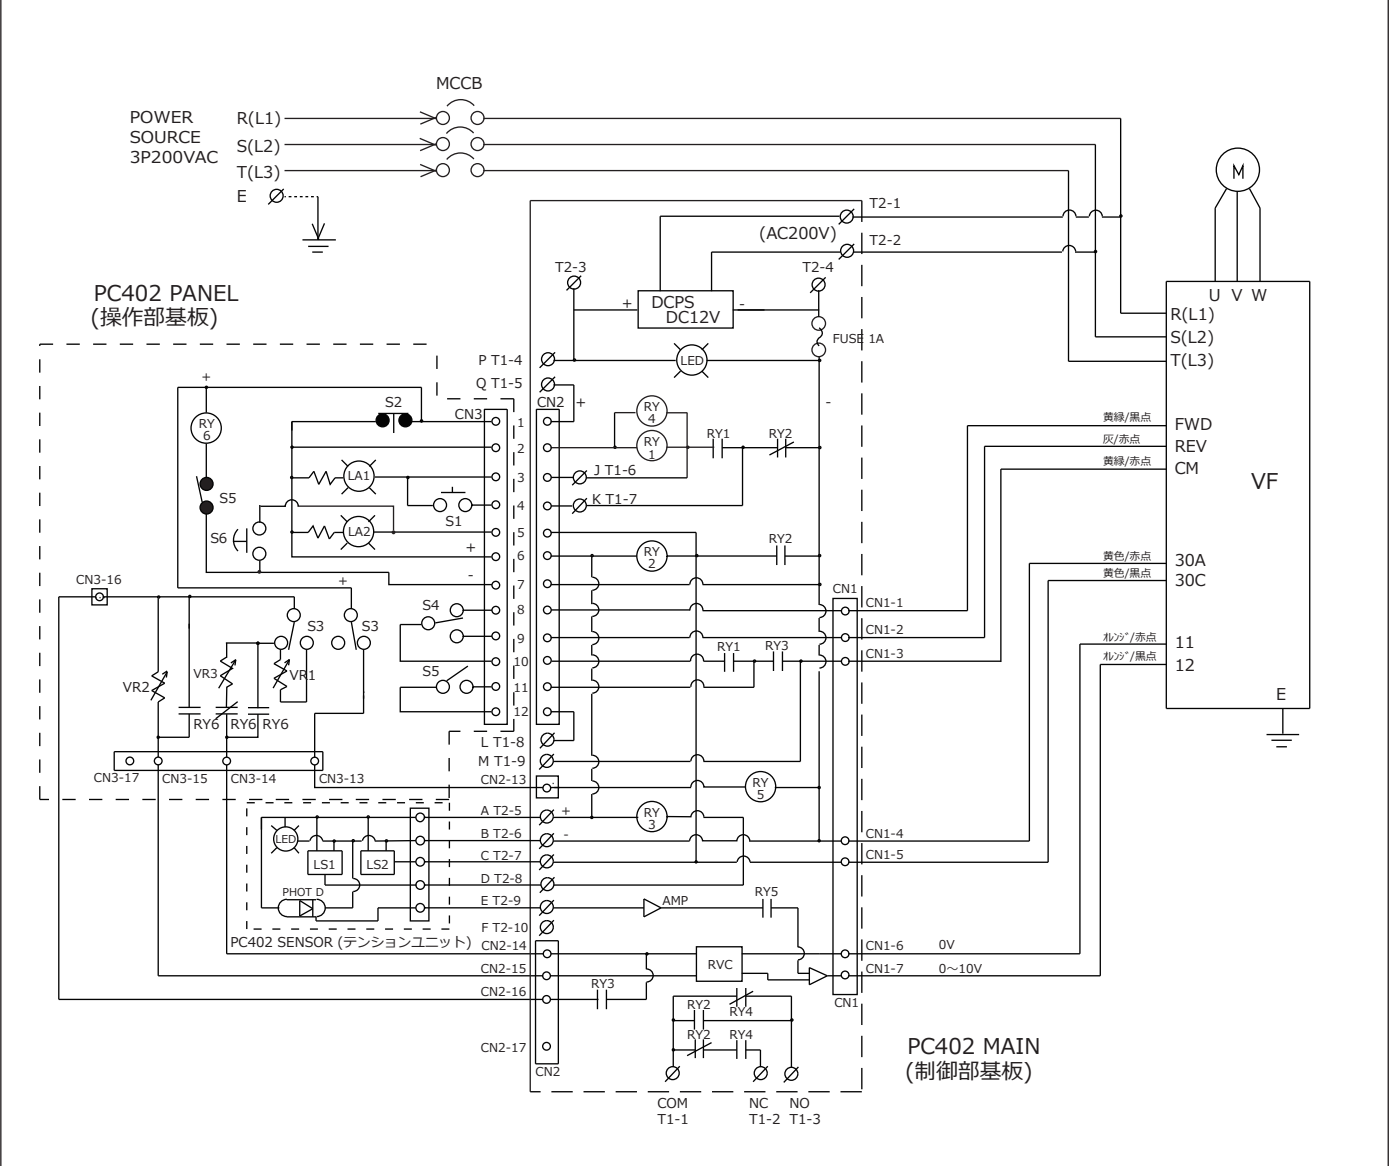 MCCB
POWER
SOURCE
3P200VAC
R(L1)
S(L2)
T(L3)
E
M
T2-1
(AC200V)
T2-2
T2-3
T2-4
DCPS
DC12V
+
-
FUSE 1A
LED
U V W
R(L1)
S(L2)
T(L3)
PC402 PANEL
(操作部基板)
P T1-4
Q T1-5
CN3
CN2
+
-
+
S2
RY
6
S5
S6
LA1
S1
LA2
+
-
1
2
3
4
5
6
7
8
9
10
11
12
RY
4
RY
1
RY1
RY2
J T1-6
K T1-7
RY
2
RY2
黄緑/黒点
FWD
灰/赤点
REV
黄緑/赤点
CM
VF
黄色/赤点
30A
黄色/黒点
30C
ｵﾚﾝｼﾞ/赤点
11
ｵﾚﾝｼﾞ/黒点
12
E
CN3-16
+
S3
S3
S4
S5
VR2
VR3
VR1
RY6
RY6
RY6
CN3-17
CN3-15
CN3-14
CN3-13
CN1
CN1-1
CN1-2
CN1-3
RY1
RY3
L T1-8
M T1-9
CN2-13
RY
5
A T2-5
+
RY
3
B T2-6
-
C T2-7
D T2-8
E T2-9
F T2-10
LED
LS1
LS2
PHOT D
PC402 SENSOR (テンションユニット)
AMP
RY5
CN1-4
CN1-5
CN2-14
CN2-15
CN2-16
CN2-17
CN2
RVC
RY3
CN1-6
0V
CN1-7
0～10V
CN1
RY2
RY4
RY2
RY4
COM
T1-1
NC
T1-2
NO
T1-3
PC402 MAIN
(制御部基板)